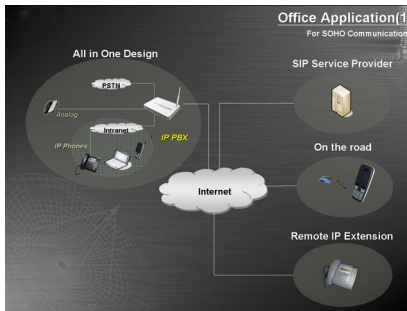 Office Application(1
For SOHO Communication
All in One Design
SIP Service Provider
PSTN
Analog
Intranet
IP PBX
IP Phones
On the road
Internet
Remote IP Extension